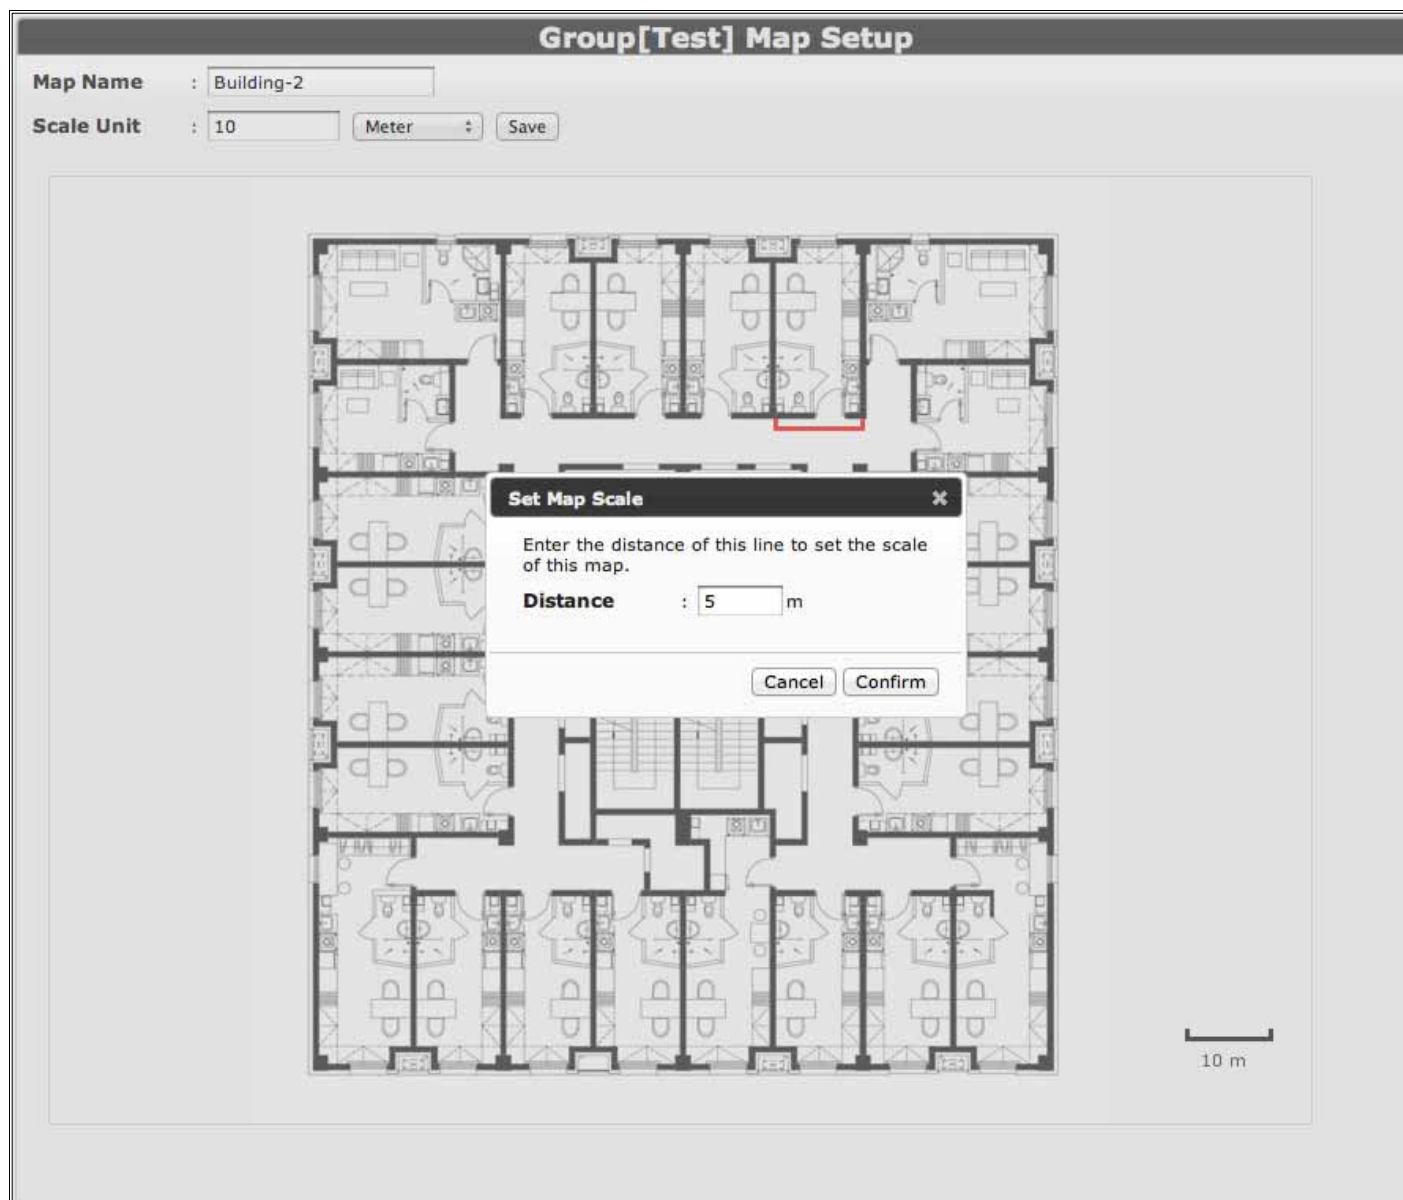 Group[Test] Map Setup
Map Name : Building-2
Scale Unit : 10 Meter Save
Set Map Scale
Enter the distance of this line to set the scale
of this map.
Distance : 5 m
Cancel Confirm
10 m